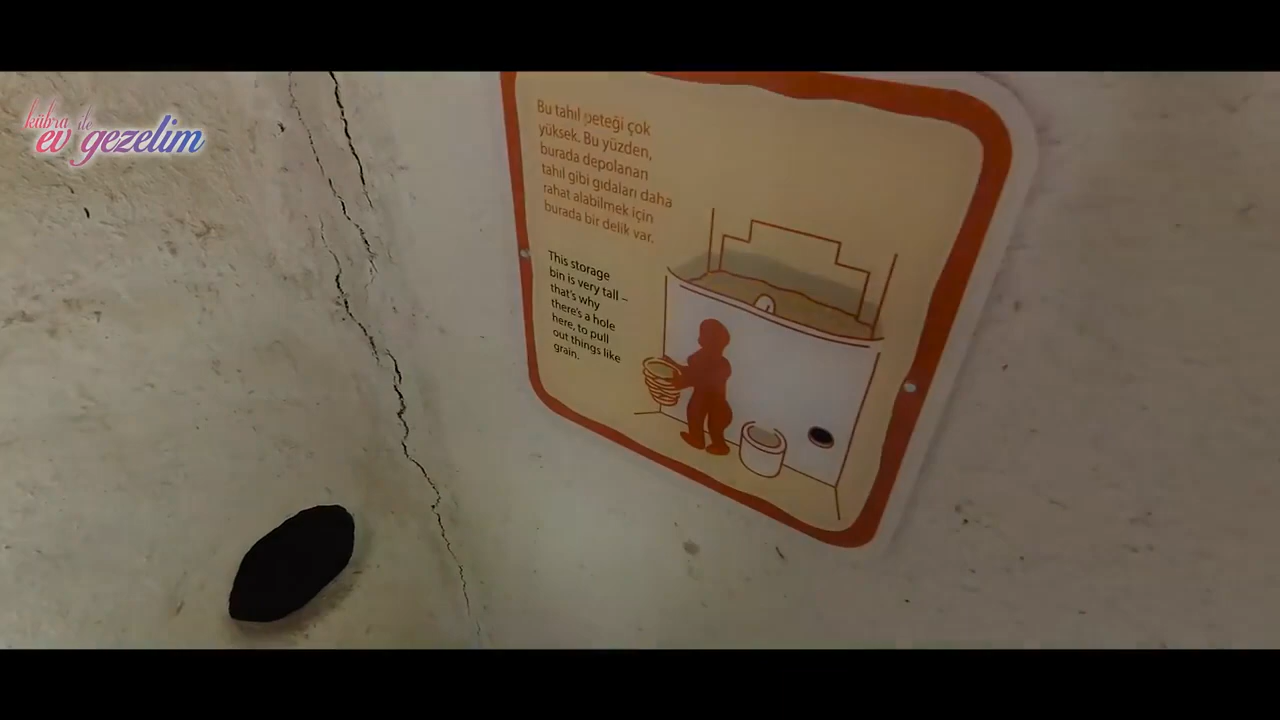 kübra ile
ev gezelim
Bu tahıl peteği çok
yüksek. Bu yüzden,
burada depolanan
tahıl gibi gıdaları daha
rahat alabilmek için
burada bir delik var.
This storage
bin is very tall –
that's why
there's a hole
here, to pull
out things like
grain.